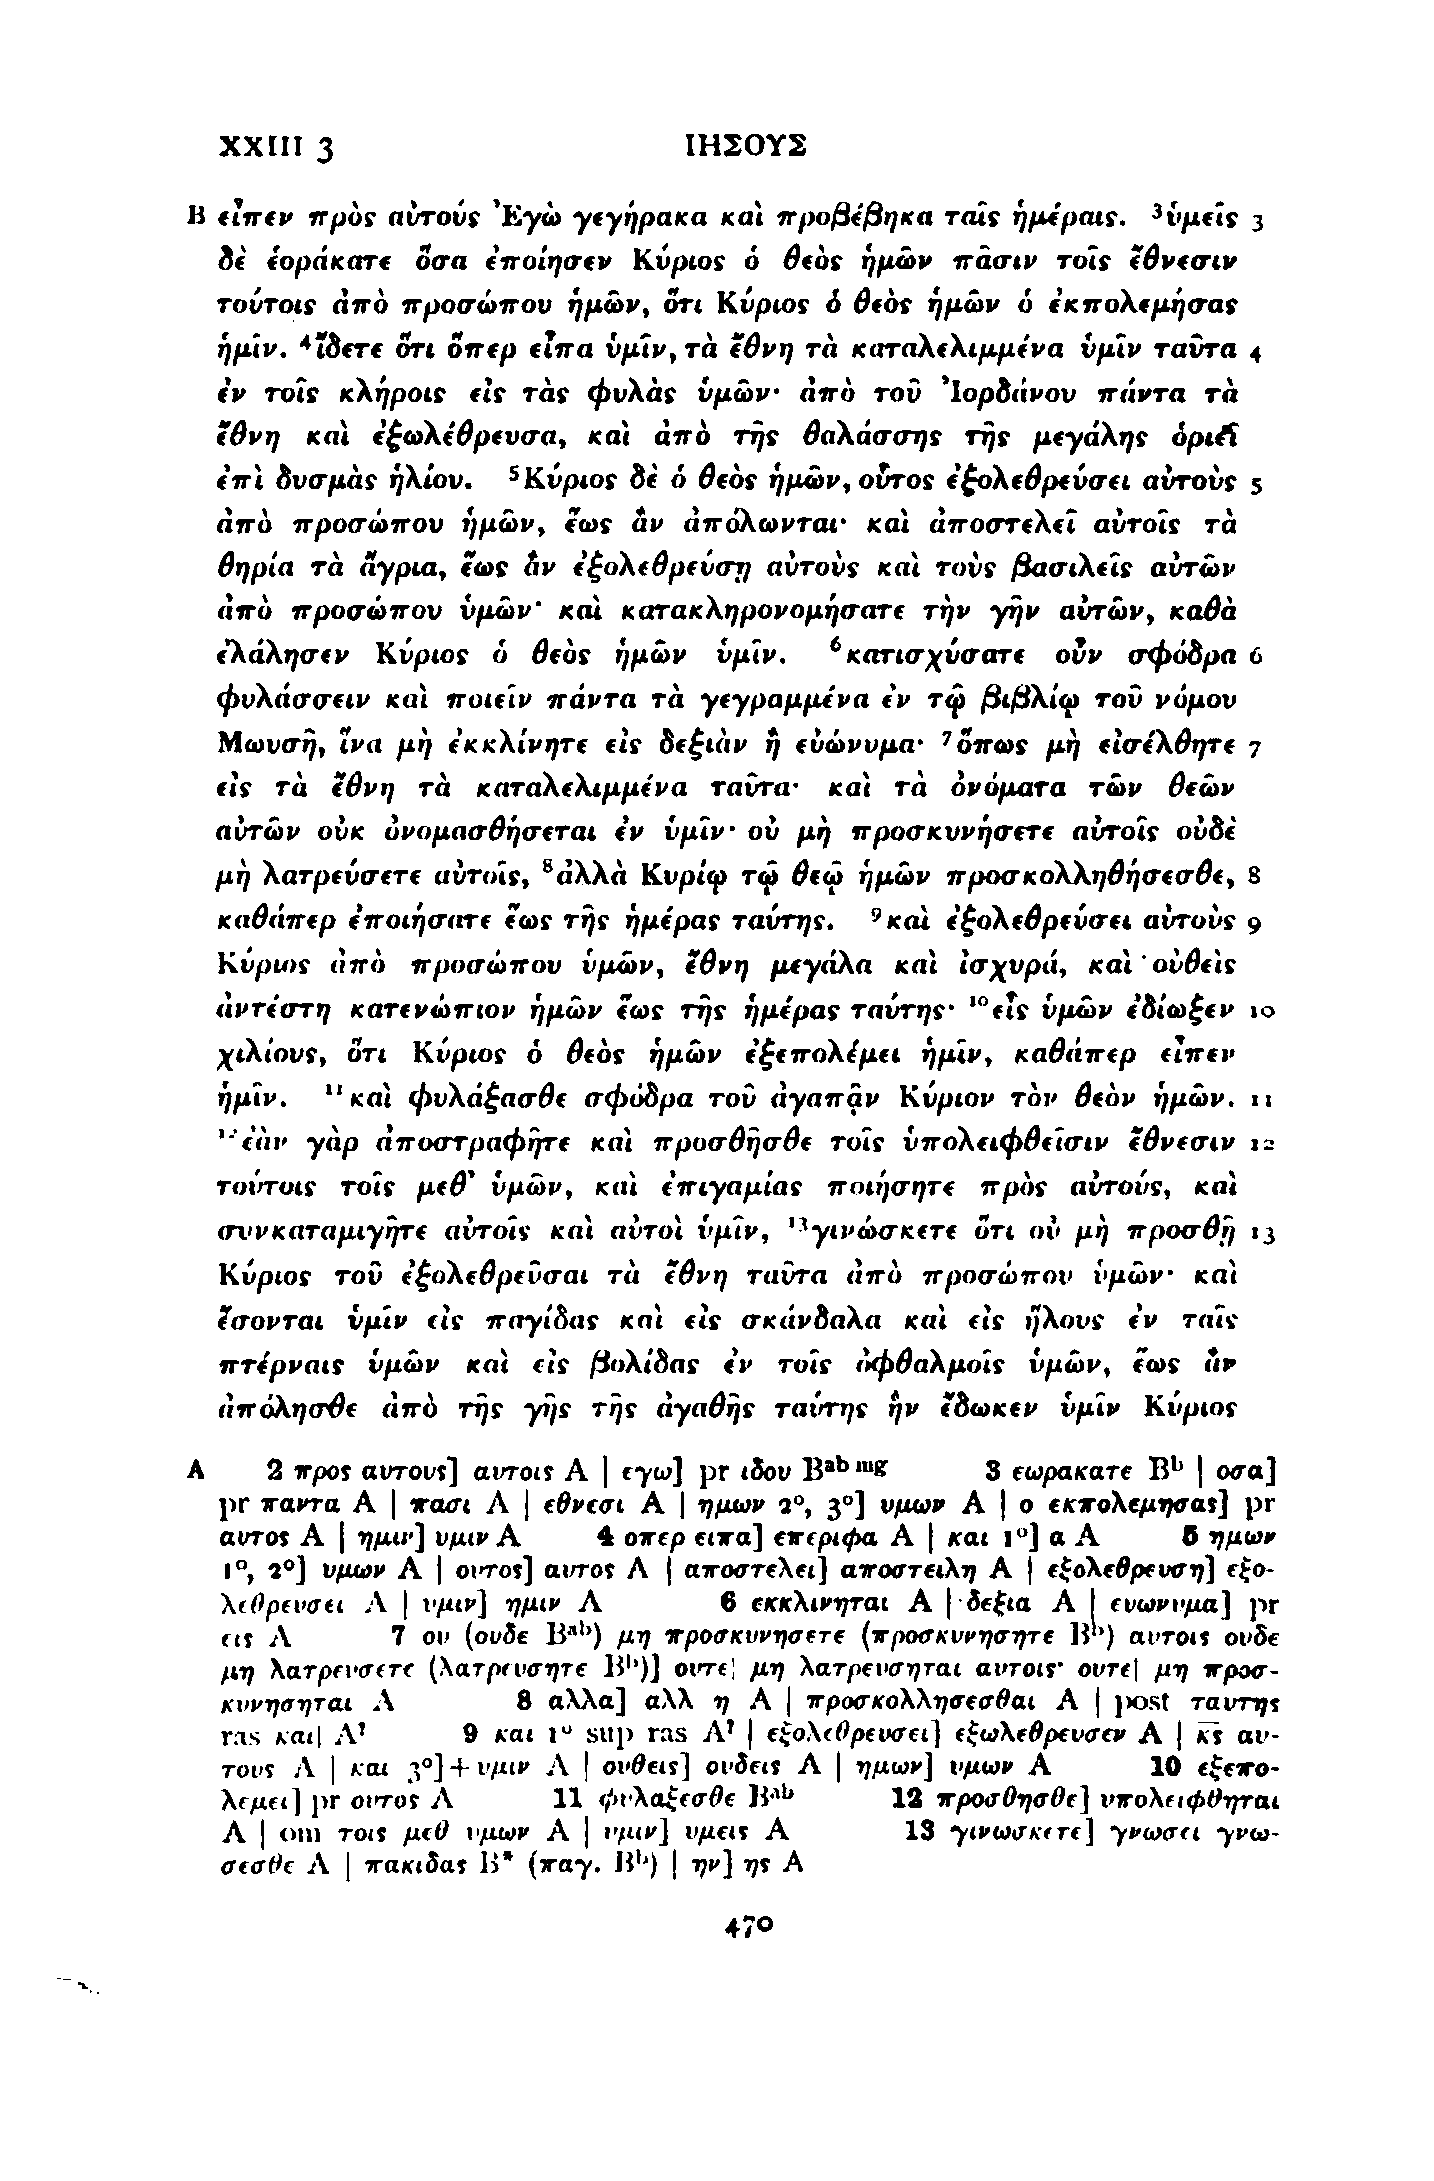 XXIII 3 ΙΗΣΟΥΣ
B εἶπεν πρὸς αὐτούς Ἐγὼ γεγήρακα καὶ προβέβηκα ταῖς ἡμέραις. ³ὑμεῖς 3
δὲ ἑοράκατε ὅσα ἐποίησεν Κύριος ὁ θεὸς ἡμῶν πᾶσιν τοῖς ἔθνεσιν
τούτοις ἀπὸ προσώπου ἡμῶν, ὅτι Κύριος ὁ θεὸς ἡμῶν ὁ ἐκπολεμήσας
ἡμῖν. ⁴ἴδετε ὅτι ὅπερ εἶπα ὑμῖν, τὰ ἔθνη τὰ καταλελιμμένα ὑμῖν ταῦτα 4
ἐν τοῖς κλήροις εἰς τὰς φυλὰς ὑμῶν· ἀπὸ τοῦ Ἰορδάνου πάντα τὰ
ἔθνη καὶ ἐξωλέθρευσα, καὶ ἀπὸ τῆς θαλάσσης τῆς μεγάλης ὁριεῖ
ἐπὶ δυσμὰς ἡλίου. ⁵Κύριος δὲ ὁ θεὸς ἡμῶν, οὗτος ἐξολεθρεύσει αὐτοὺς 5
ἀπὸ προσώπου ἡμῶν, ἕως ἂν ἀπόλωνται· καὶ ἀποστελεῖ αὐτοῖς τὰ
θηρία τὰ ἄγρια, ἕως ἂν ἐξολεθρεύσῃ αὐτοὺς καὶ τοὺς βασιλεῖς αὐτῶν
ἀπὸ προσώπου ὑμῶν· καὶ κατακληρονομήσατε τὴν γῆν αὐτῶν, καθὰ
ἐλάλησεν Κύριος ὁ θεὸς ἡμῶν ὑμῖν. ⁶κατισχύσατε οὖν σφόδρα 6
φυλάσσειν καὶ ποιεῖν πάντα τὰ γεγραμμένα ἐν τῷ βιβλίῳ τοῦ νόμου
Μωυσῆ, ἵνα μὴ ἐκκλίνητε εἰς δεξιὰν ἢ εὐώνυμα· ⁷ὅπως μὴ εἰσέλθητε 7
εἰς τὰ ἔθνη τὰ καταλελιμμένα ταῦτα· καὶ τὰ ὀνόματα τῶν θεῶν
αὐτῶν οὐκ ὀνομασθήσεται ἐν ὑμῖν· οὐ μὴ προσκυνήσετε αὐτοῖς οὐδὲ
μὴ λατρεύσετε αὐτοῖς, ⁸ἀλλὰ Κυρίῳ τῷ θεῷ ἡμῶν προσκολληθήσεσθε, 8
καθάπερ ἐποιήσατε ἕως τῆς ἡμέρας ταύτης. ⁹καὶ ἐξολεθρεύσει αὐτοὺς 9
Κύριος ἀπὸ προσώπου ὑμῶν, ἔθνη μεγάλα καὶ ἰσχυρά, καὶ οὐθεὶς
ἀντέστη κατενώπιον ἡμῶν ἕως τῆς ἡμέρας ταύτης· ¹⁰εἷς ὑμῶν ἐδίωξεν 10
χιλίους, ὅτι Κύριος ὁ θεὸς ἡμῶν ἐξεπολέμει ἡμῖν, καθάπερ εἶπεν
ἡμῖν. ¹¹καὶ φυλάξασθε σφόδρα τοῦ ἀγαπᾷν Κύριον τὸν θεὸν ἡμῶν. 11
¹²ἐὰν γὰρ ἀποστραφῆτε καὶ προσθῆσθε τοῖς ὑπολειφθεῖσιν ἔθνεσιν 12
τούτοις τοῖς μεθ’ ὑμῶν, καὶ ἐπιγαμίας ποιήσητε πρὸς αὐτούς, καὶ
συνκαταμιγῆτε αὐτοῖς καὶ αὐτοὶ ὑμῖν, ¹³γινώσκετε ὅτι οὐ μὴ προσθῇ 13
Κύριος τοῦ ἐξολεθρεῦσαι τὰ ἔθνη ταῦτα ἀπὸ προσώπου ὑμῶν· καὶ
ἔσονται ὑμῖν εἰς παγίδας καὶ εἰς σκάνδαλα καὶ εἰς ἥλους ἐν ταῖς
πτέρναις ὑμῶν καὶ εἰς βολίδας ἐν τοῖς ὀφθαλμοῖς ὑμῶν, ἕως ἂν
ἀπόλησθε ἀπὸ τῆς γῆς τῆς ἀγαθῆς ταύτης ἣν ἔδωκεν ὑμῖν Κύριος
A 2 προς αυτους] αυτοις A | εγω] pr ιδου Bᵃᵇ ᵐᵍ 3 εωρακατε Bᵇ | οσα]
pr παντα A | πασι A | εθνεσι A | ημων 2°, 3°] υμων A | ο εκπολεμησας] pr
αυτος A | ημιν] υμιν A 4 οπερ ειπα] επεριφα A | και 1°] α A 5 ημων
1°, 2°] υμων A | ουτος] αυτος A | αποστελει] αποστειλη A | εξολεθρευση] εξο-
λεθρευσει A | υμιν] ημιν A 6 εκκλινηται A | δεξια A | ευωνυμα] pr
εις A 7 ου (ουδε Bᵃᵇ) μη προσκυνησετε (προσκυνησητε Bᵇ) αυτοις ουδε
μη λατρευσετε (λατρευσητε Bᵇ)] ουτε| μη λατρευσηται αυτοις· ουτε| μη προσ-
κυνησηται A 8 αλλα] αλλ η A | προσκολλησεσθαι A | post ταυτης
ras και| A? 9 και 1° sup ras A? | εξολεθρευσει] εξωλεθρευσεν A | κ̅ς̅ αυ-
τους A | και 3°]+υμιν A | ουθεις] ουδεις A | ημων] υμων A 10 εξεπο-
λεμει] pr ουτος A 11 φυλαξεσθε Bᵃᵇ 12 προσθησθε] υπολειφθηται
A | om τοις μεθ υμων A | υμιν] υμεις A 13 γινωσκετε] γνωσει γνω-
σεσθε A | πακιδας B* (παγ. Bᵇ) | ην] ης A
470